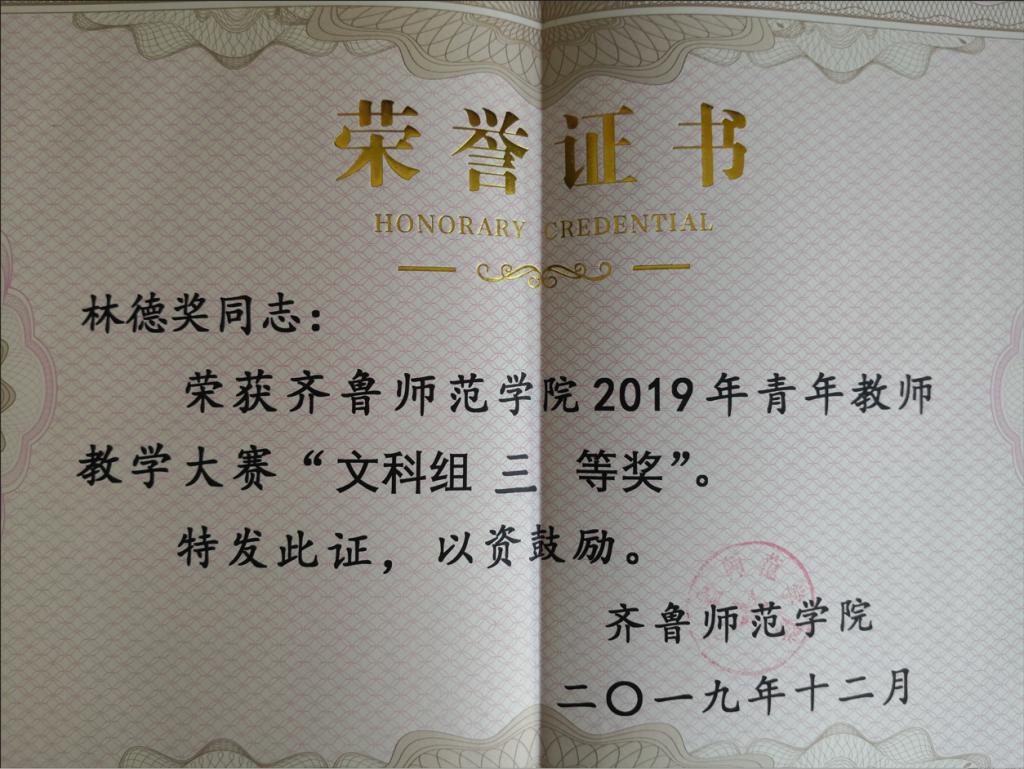 荣誉证书
HONORARY CREDENTIAL
林德奖同志：
荣获齐鲁师范学院2019年青年教师
教学大赛“文科组 三 等奖”。
特发此证，以资鼓励。
齐鲁师范学院
二〇一九年十二月